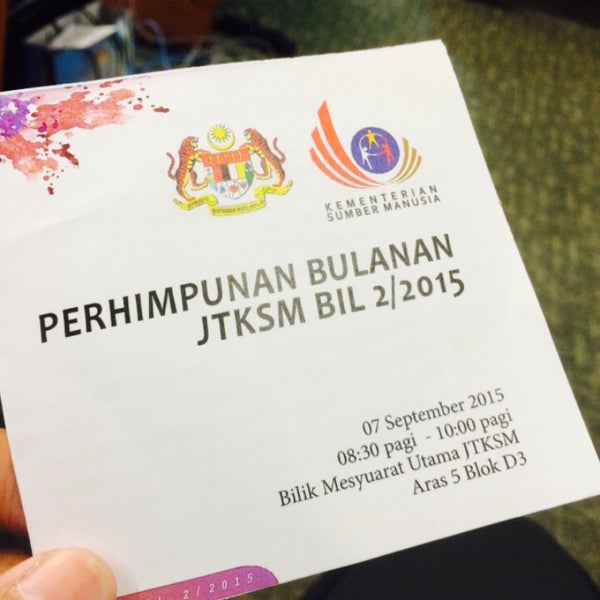 KEMENTERIAN
SUMBER MANUSIA
PERHIMPUNAN BULANAN
JTKSM BIL 2/2015
07 September 2015
08:30 pagi - 10:00 pagi
Bilik Mesyuarat Utama JTKSM
Aras 5 Blok D3
2/2015